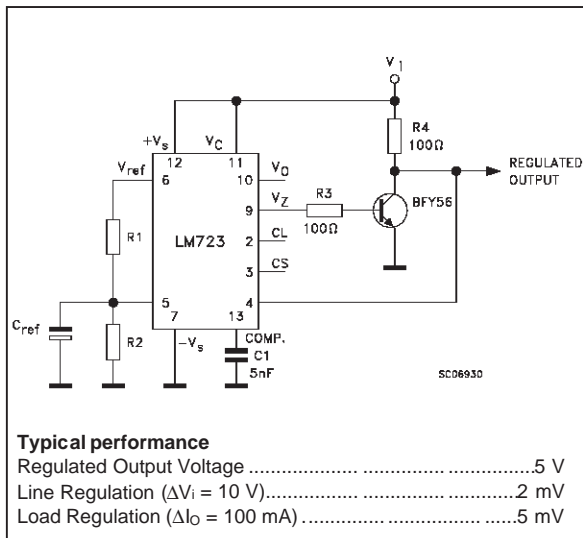 V1
+Vs
VC
12
11
R4
100Ω
Vref
6
10
VO
REGULATED
OUTPUT
R3
9
VZ
BFY56
R1
LM723
100Ω
2
CL
3
CS
5
4
7
13
Cref
R2
-Vs
COMP.
C1
5nF
SC06930
Typical performance
Regulated Output Voltage ..................... ..................... ..................5 V
Line Regulation (ΔVi = 10 V)................. ..................... ..................2 mV
Load Regulation (ΔIO = 100 mA) ..................... ..................... ......5 mV